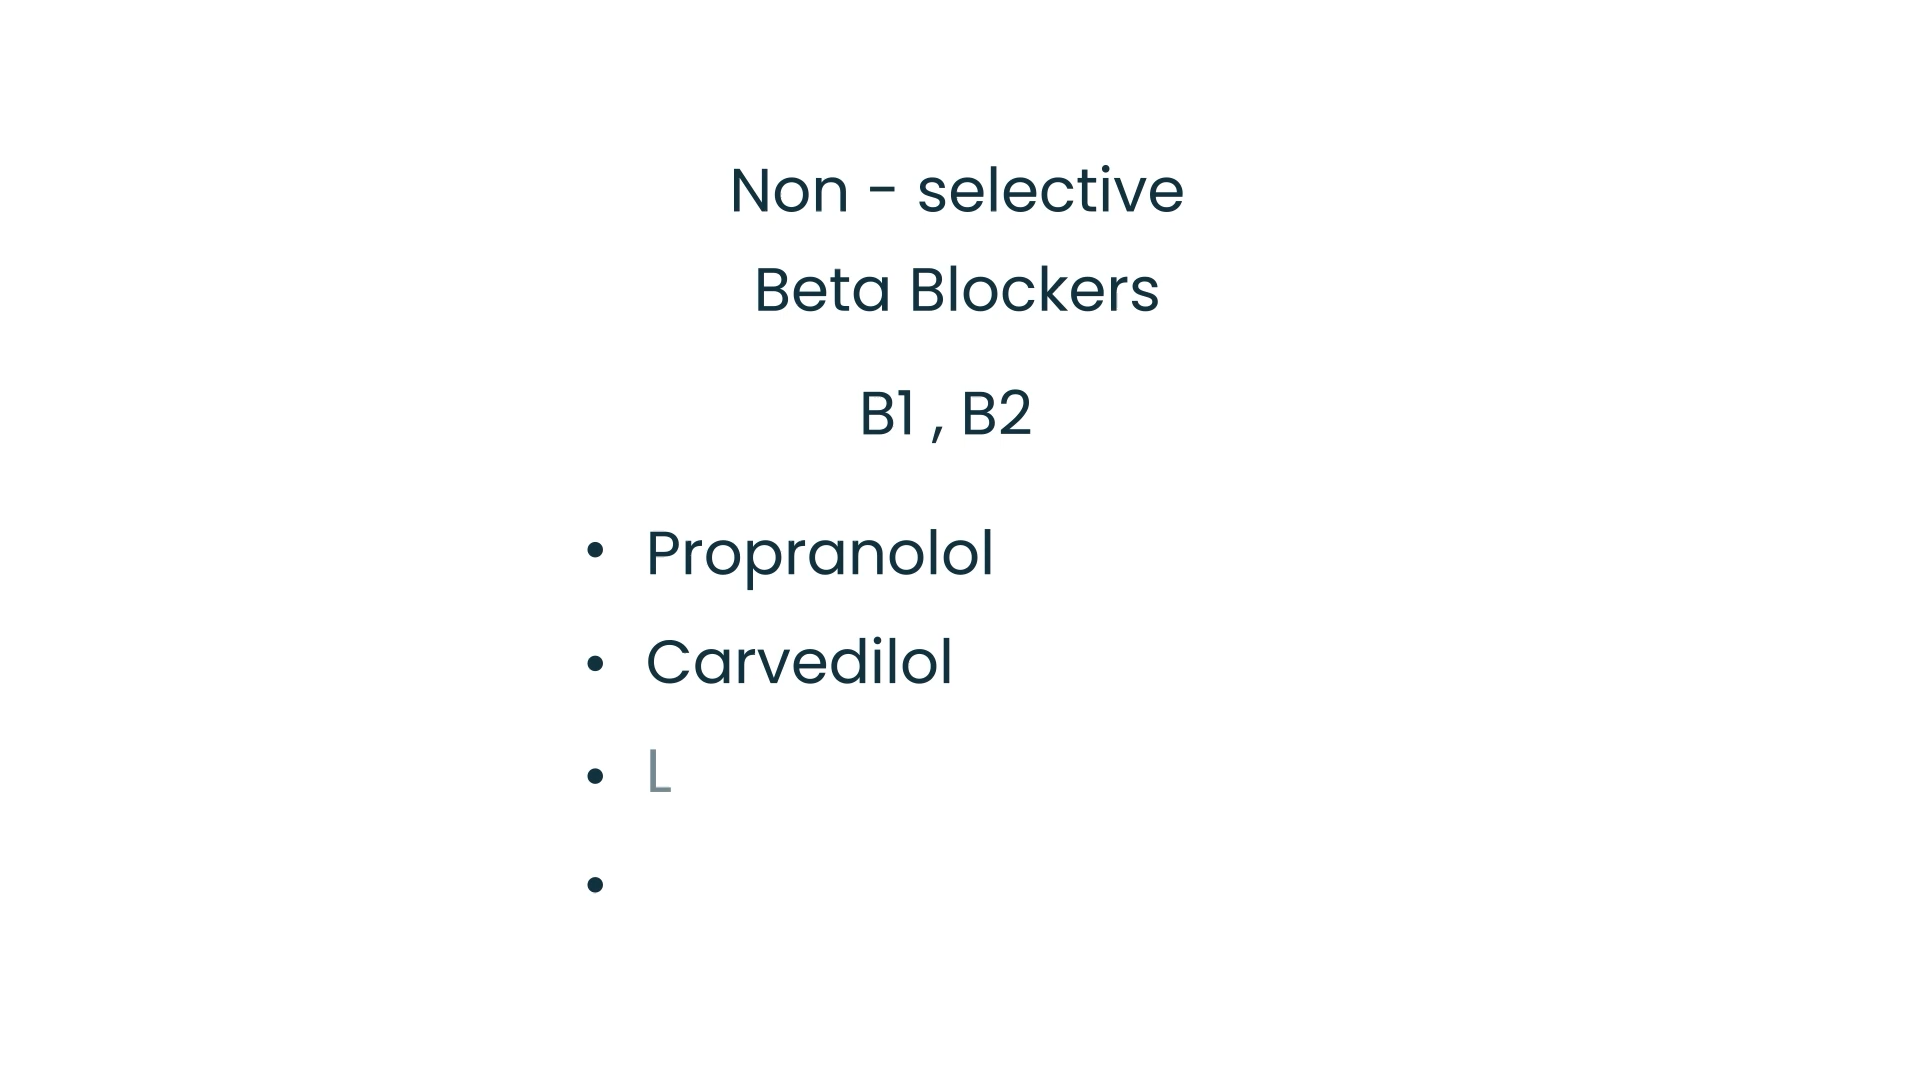 Non - selective
Beta Blockers
B1 , B2
• Propranolol
• Carvedilol
• L
•